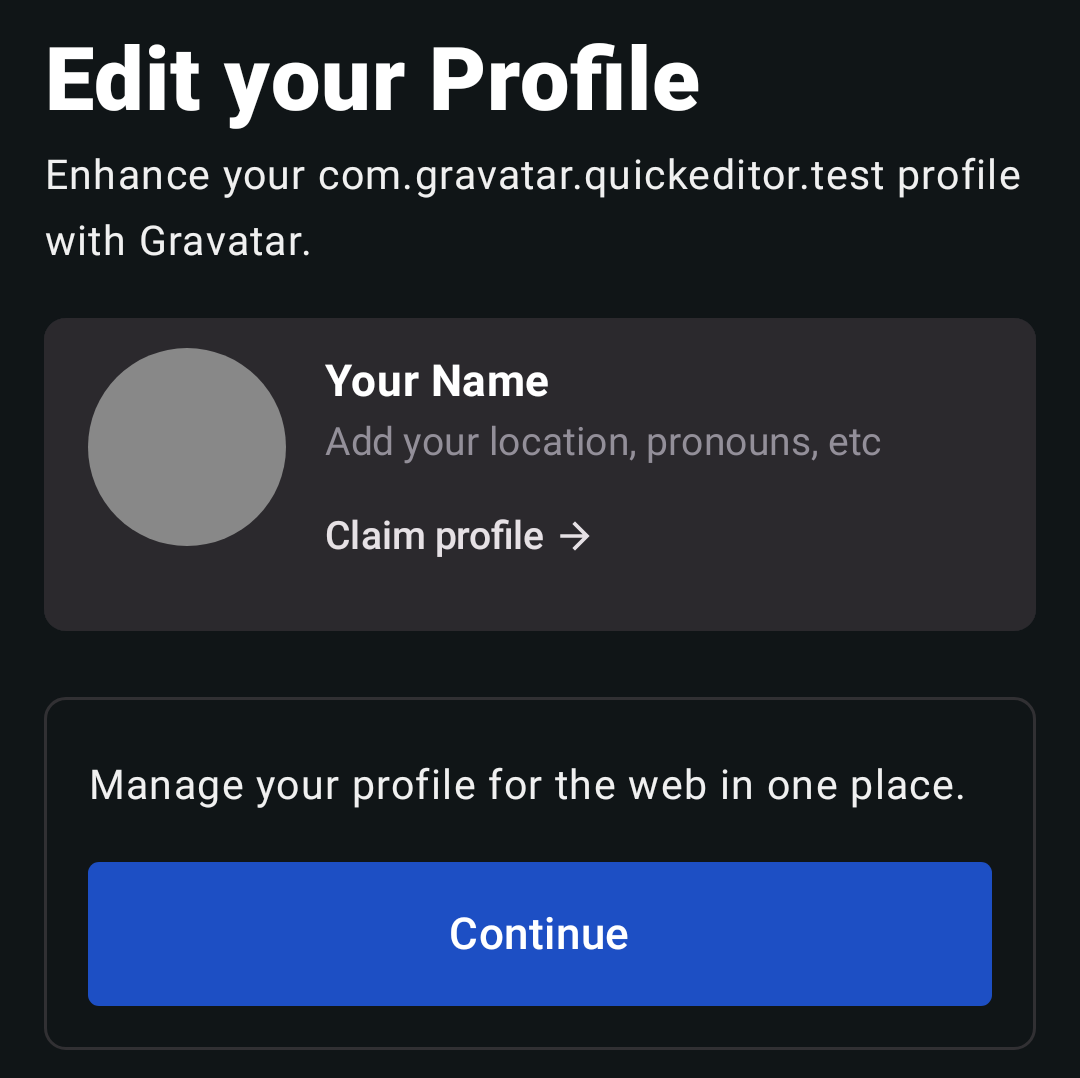 Edit your Profile
Enhance your com.gravatar.quickeditor.test profile
with Gravatar.
Your Name
Add your location, pronouns, etc
Claim profile →
Manage your profile for the web in one place.
Continue